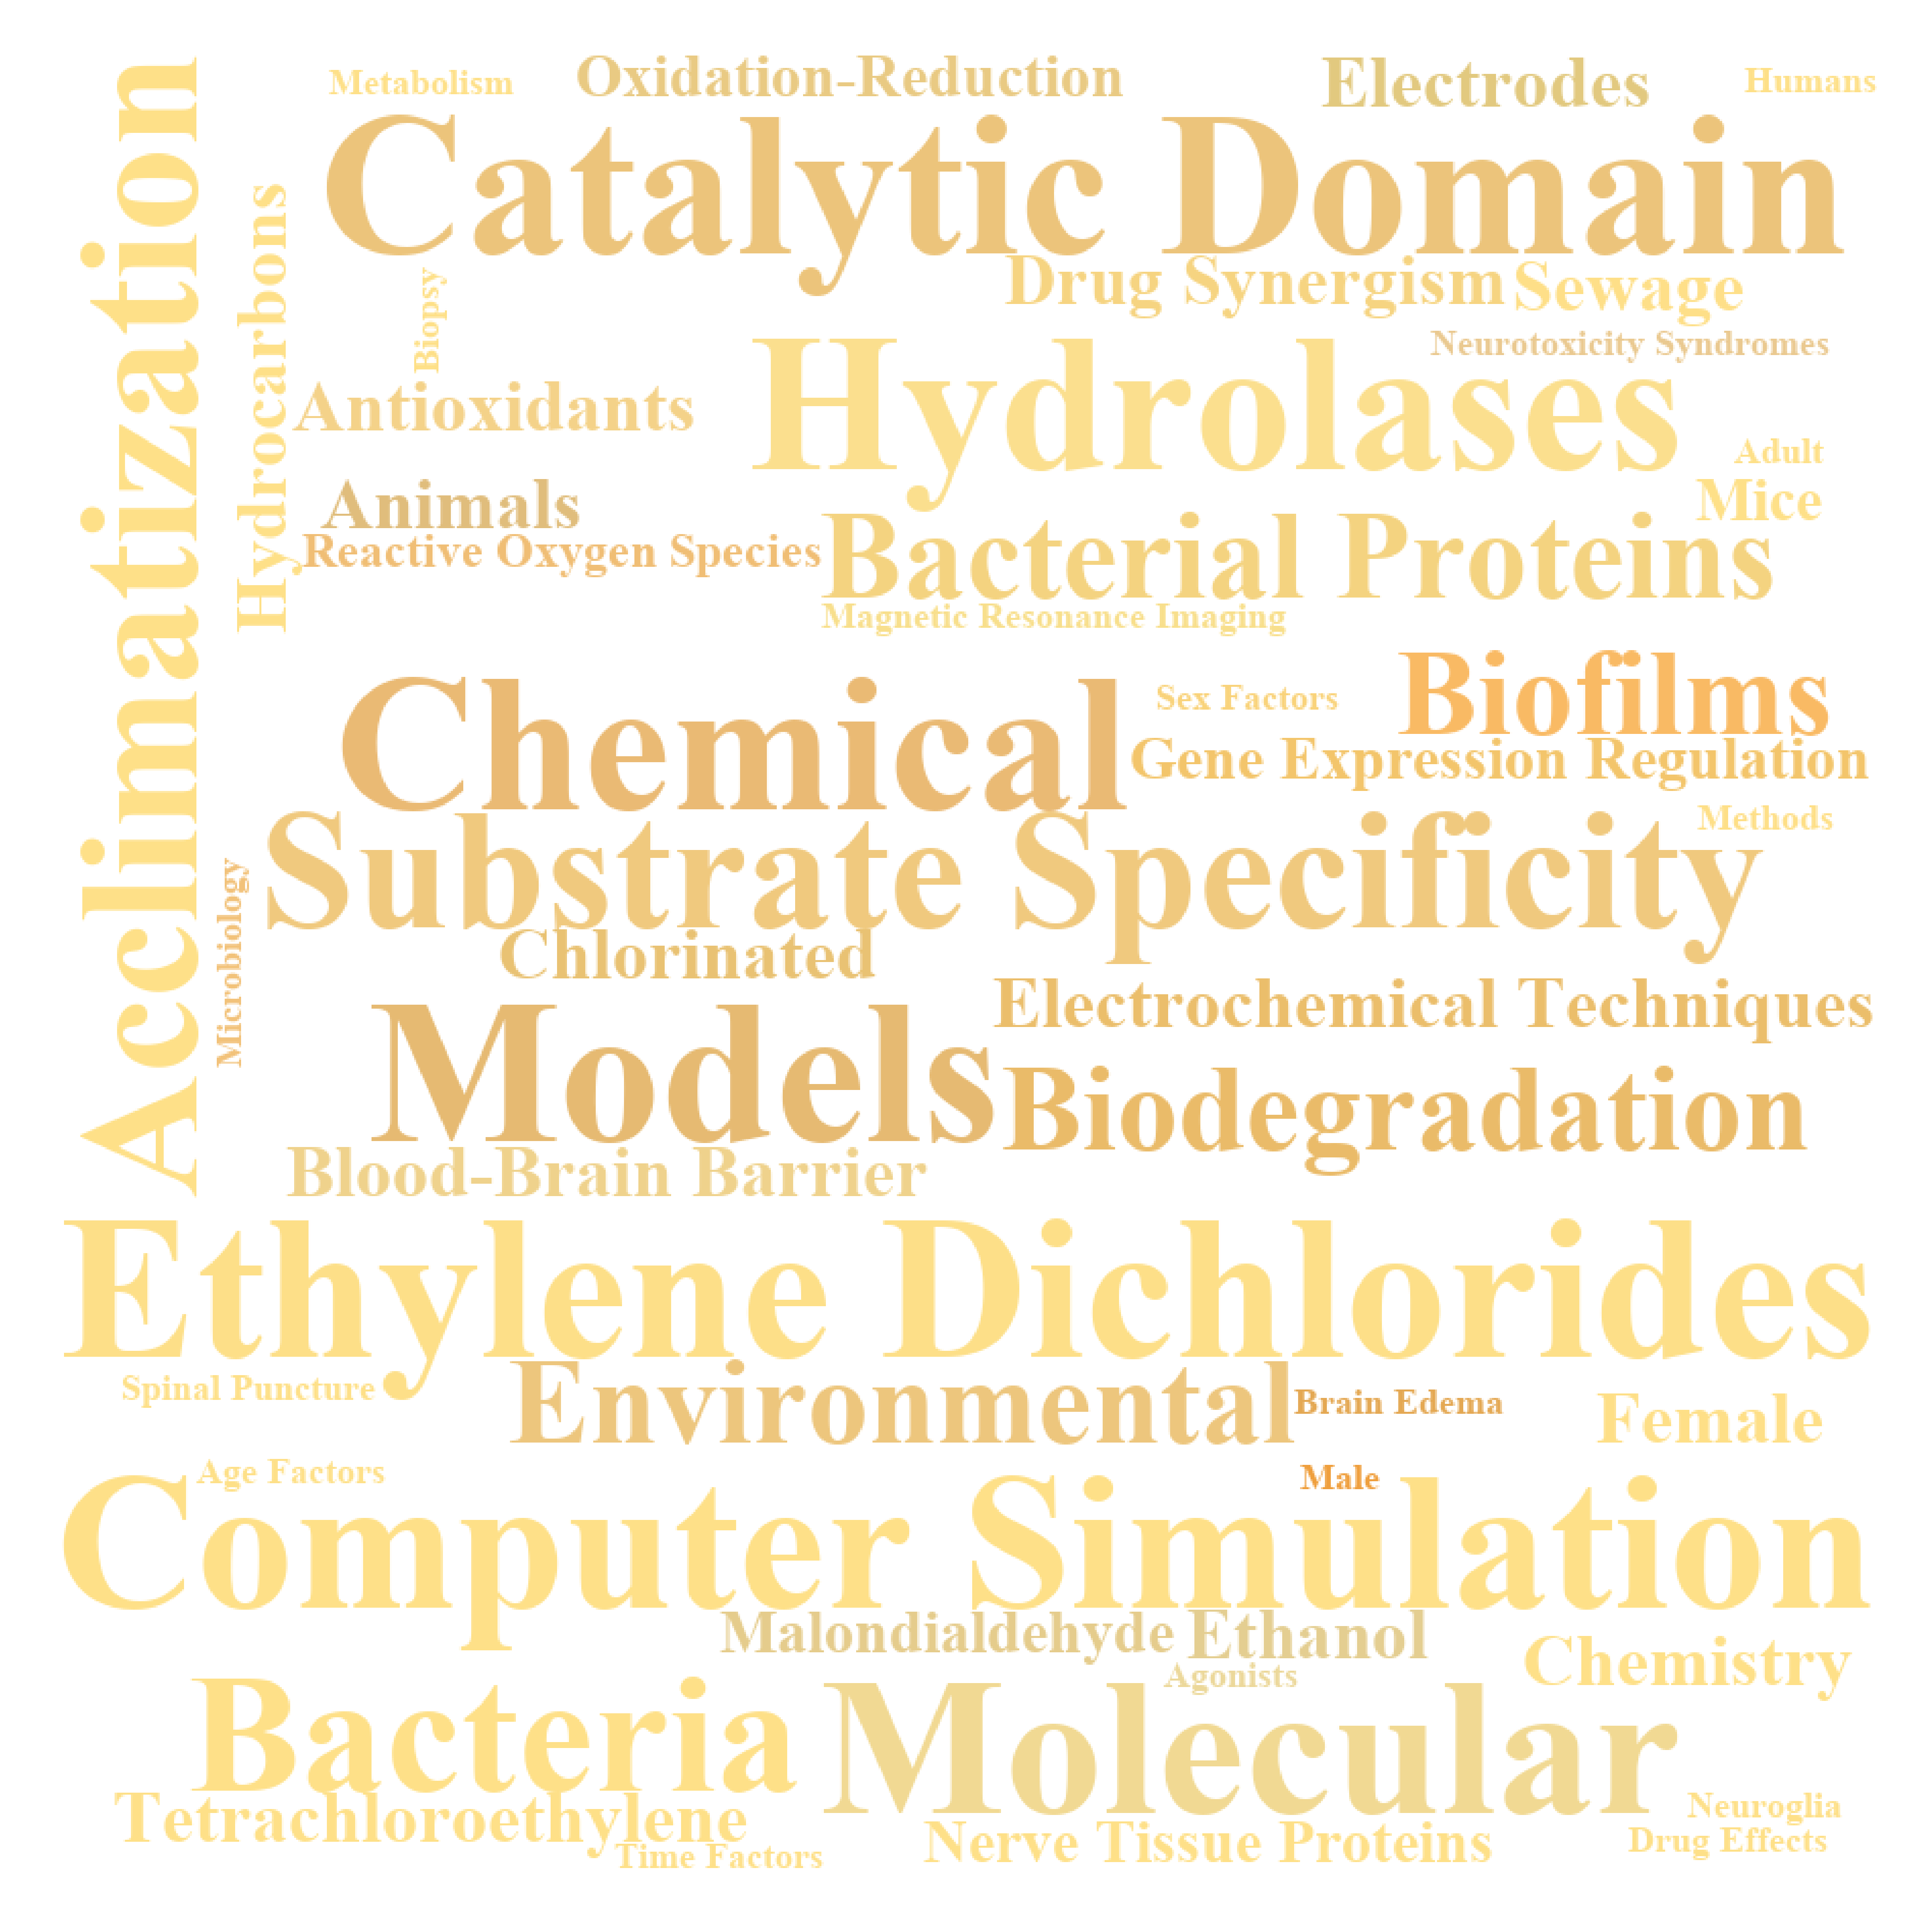 Metabolism
Oxidation-Reduction
Electrodes
Humans
Acclimatization
Catalytic Domain
Hydrocarbons
Biopsy
Drug Synergism
Sewage
Neurotoxicity Syndromes
Hydrolases
Antioxidants
Adult
Animals
Mice
Reactive Oxygen Species
Bacterial Proteins
Magnetic Resonance Imaging
Chemical
Sex Factors
Biofilms
Gene Expression Regulation
Methods
Substrate Specificity
Microbiology
Chlorinated
Electrochemical Techniques
Models
Biodegradation
Blood-Brain Barrier
Ethylene Dichlorides
Spinal Puncture
Environmental
Brain Edema
Female
Age Factors
Male
Computer Simulation
Malondialdehyde
Ethanol
Agonists
Chemistry
Bacteria
Molecular
Tetrachloroethylene
Time Factors
Nerve Tissue Proteins
Neuroglia
Drug Effects